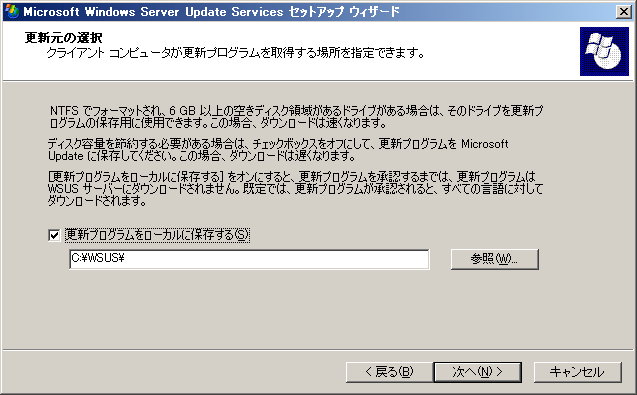 Microsoft Windows Server Update Services セットアップ ウィザード
更新元の選択
クライアント コンピュータが更新プログラムを取得する場所を指定できます。
NTFS でフォーマットされ、6 GB 以上の空きディスク領域があるドライブがある場合は、そのドライブを更新プ
ログラムの保存用に使用できます。この場合、ダウンロードは速くなります。
ディスク容量を節約する必要がある場合は、チェックボックスをオフにして、更新プログラムを Microsoft
Update に保存してください。この場合、ダウンロードは遅くなります。
[更新プログラムをローカルに保存する] をオンにすると、更新プログラムを承認するまでは、更新プログラムは
WSUS サーバーにダウンロードされません。既定では、更新プログラムが承認されると、すべての言語に対して
ダウンロードされます。
更新プログラムをローカルに保存する(S)
C:¥WSUS¥
参照(W)...
< 戻る(B)
次へ(N) >
キャンセル